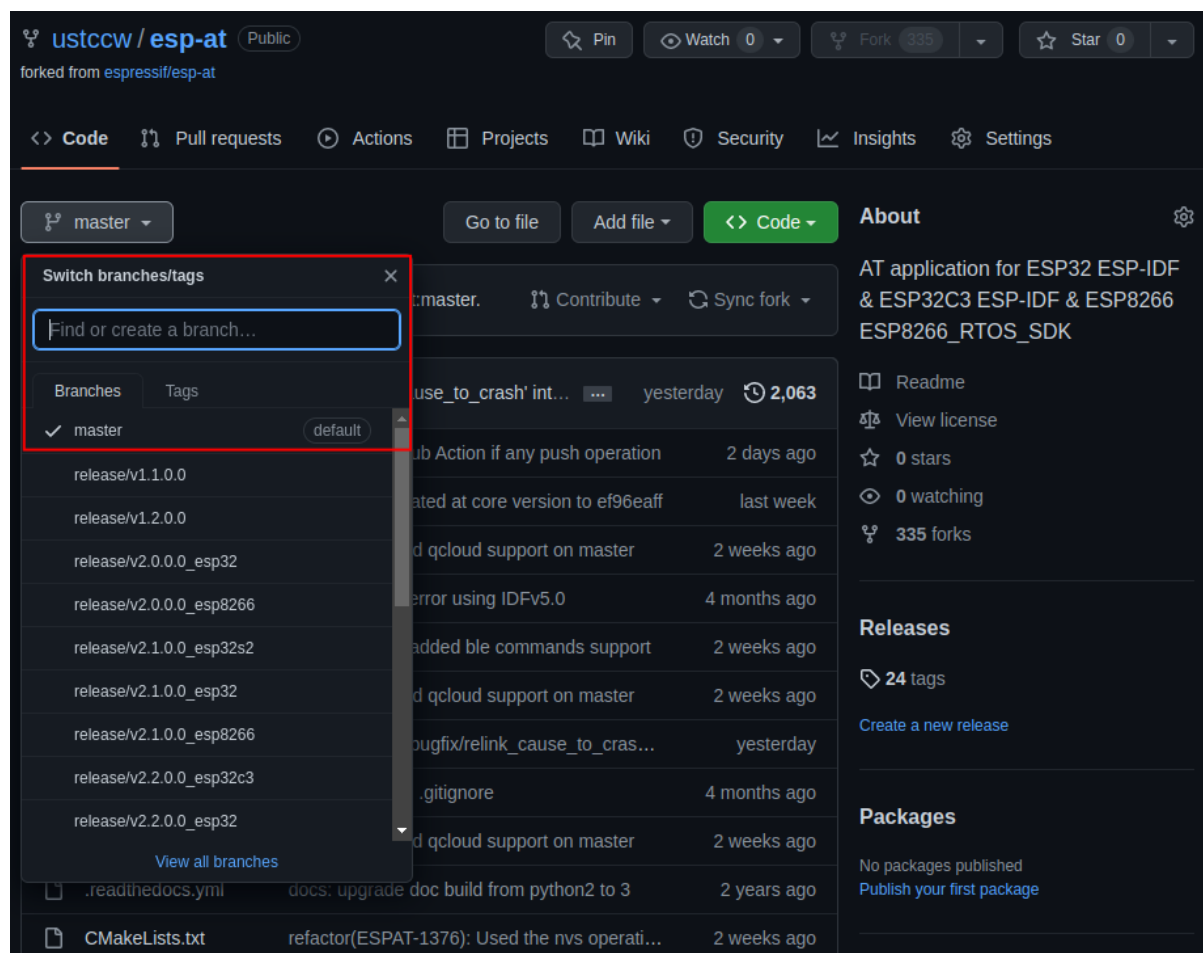 ustccw / esp-at Public
Pin
Watch 0
Fork 335
Star 0
forked from espressif/esp-at
Code
Pull requests
Actions
Projects
Wiki
Security
Insights
Settings
master
Go to file
Add file
Code
Switch branches/tags
Find or create a branch...
Branches
Tags
master default
release/v1.1.0.0
release/v1.2.0.0
release/v2.0.0.0_esp32
release/v2.0.0.0_esp8266
release/v2.1.0.0_esp32s2
release/v2.1.0.0_esp32
release/v2.1.0.0_esp8266
release/v2.2.0.0_esp32c3
release/v2.2.0.0_esp32
View all branches
:master.
Contribute
Sync fork
use_to_crash' int... ... yesterday 2,063
Action if any push operation 2 days ago
ated at core version to ef96eaff last week
d qcloud support on master 2 weeks ago
error using IDFv5.0 4 months ago
added ble commands support 2 weeks ago
d qcloud support on master 2 weeks ago
bugfix/relink_cause_to_cras... yesterday
.gitignore 4 months ago
d qcloud support on master 2 weeks ago
.readthedocs.yml docs: upgrade doc build from python2 to 3 2 years ago
CMakeLists.txt refactor(ESPAT-1376): Used the nvs operati... 2 weeks ago
About
AT application for ESP32 ESP-IDF
& ESP32C3 ESP-IDF & ESP8266
ESP8266_RTOS_SDK
Readme
View license
0 stars
0 watching
335 forks
Releases
24 tags
Create a new release
Packages
No packages published
Publish your first package